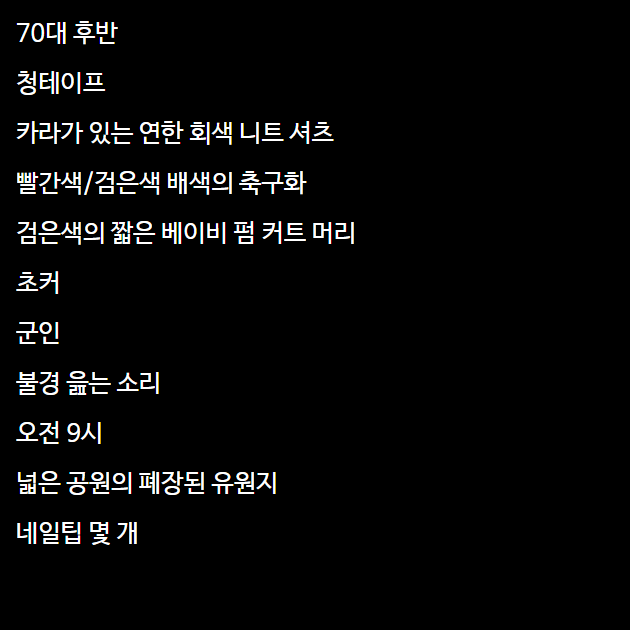 70대 후반
청테이프
카라가 있는 연한 회색 니트 셔츠
빨간색/검은색 배색의 축구화
검은색의 짧은 베이비 펌 커트 머리
초커
군인
불경 읊는 소리
오전 9시
넓은 공원의 폐장된 유원지
네일팁 몇 개